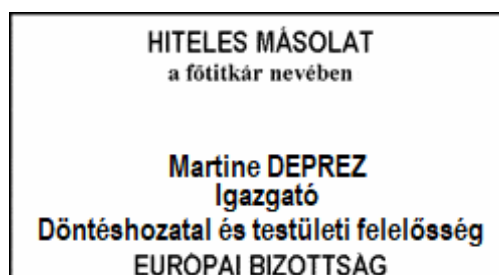 HITELES MÁSOLAT
a főtitkár nevében
Martine DEPREZ
Igazgató
Döntéshozatal és testületi felelősség
EURÓPAI BIZOTTSÁG